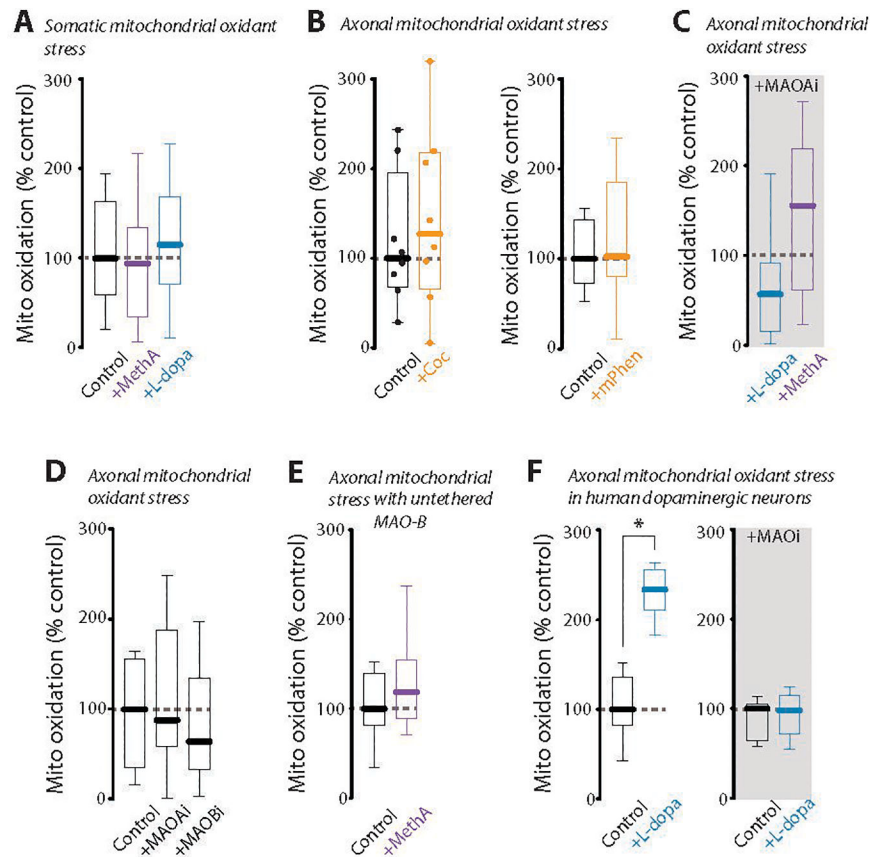 A
Somatic mitochondrial oxidant
stress
Mito oxidation (% control)
300
200
100
0
Control
+MethA
+L-dopa
B
Axonal mitochondrial oxidant stress
Mito oxidation (% control)
300
200
100
0
Control
+Coc
Mito oxidation (% control)
300
200
100
0
Control
+mPhen
C
Axonal mitochondrial
oxidant stress
Mito oxidation (% control)
300
200
100
0
+MAOAi
+L-dopa
+MethA
D
Axonal mitochondrial
oxidant stress
Mito oxidation (% control)
300
200
100
0
Control
+MAOAi
+MAOBi
E
Axonal mitochondrial
stress with untethered
MAO-B
Mito oxidation (% control)
300
200
100
0
Control
+MethA
F
Axonal mitochondrial oxidant stress
in human dopaminergic neurons
Mito oxidation (% control)
300
200
100
0
*
Control
+L-dopa
Mito oxidation (% control)
300
200
100
0
+MAOi
Control
+L-dopa